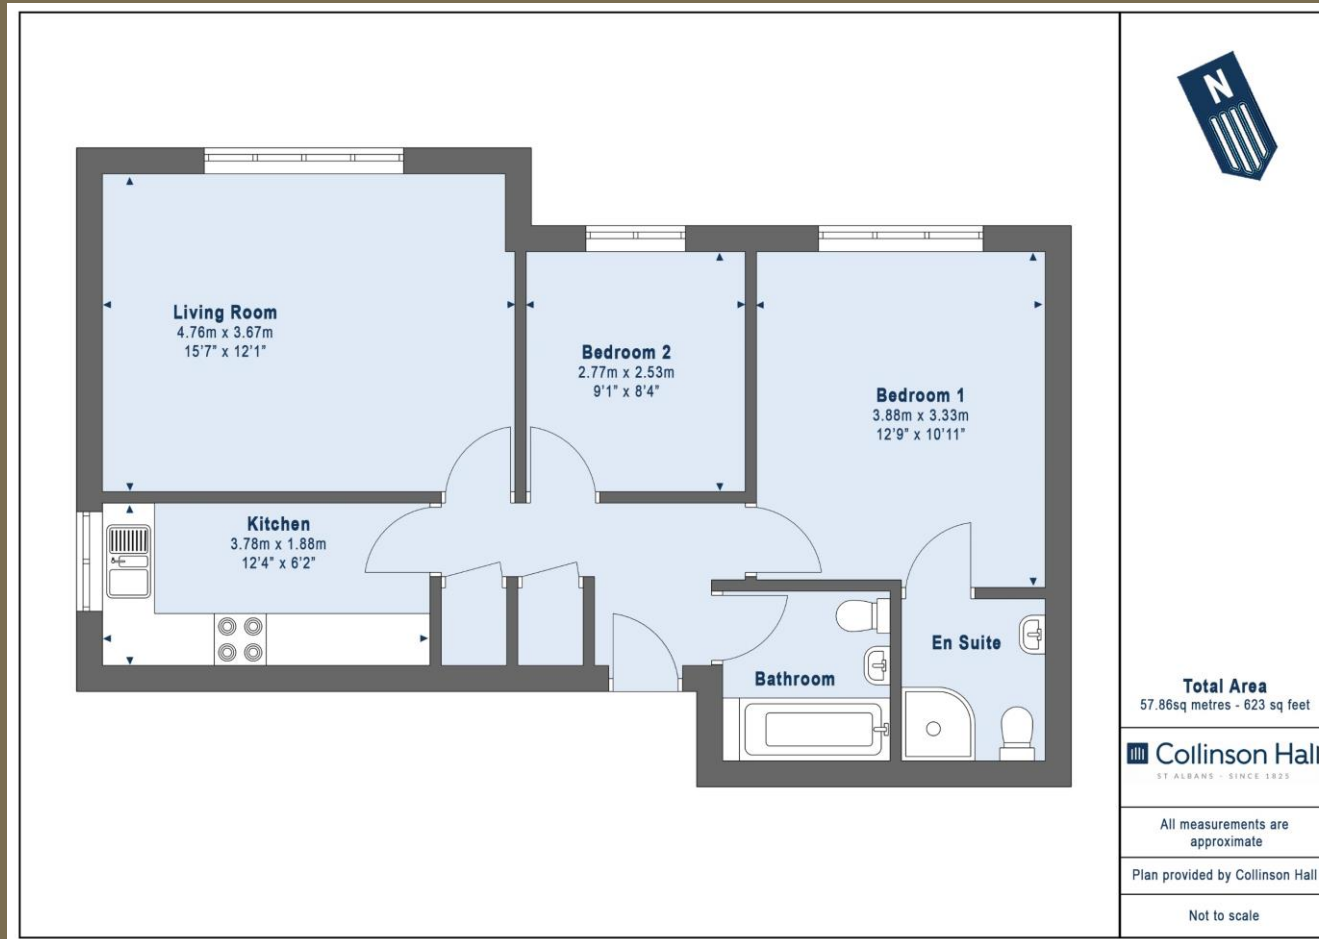 N
Living Room
4.76m x 3.67m
15'7" x 12'1"
Bedroom 2
2.77m x 2.53m
9'1" x 8'4"
Bedroom 1
3.88m x 3.33m
12'9" x 10'11"
Kitchen
3.78m x 1.88m
12'4" x 6'2"
En Suite
Bathroom
Total Area
57.86sq metres - 623 sq feet
Collinson Hall
ST ALBANS - SINCE 1825
All measurements are
approximate
Plan provided by Collinson Hall
Not to scale